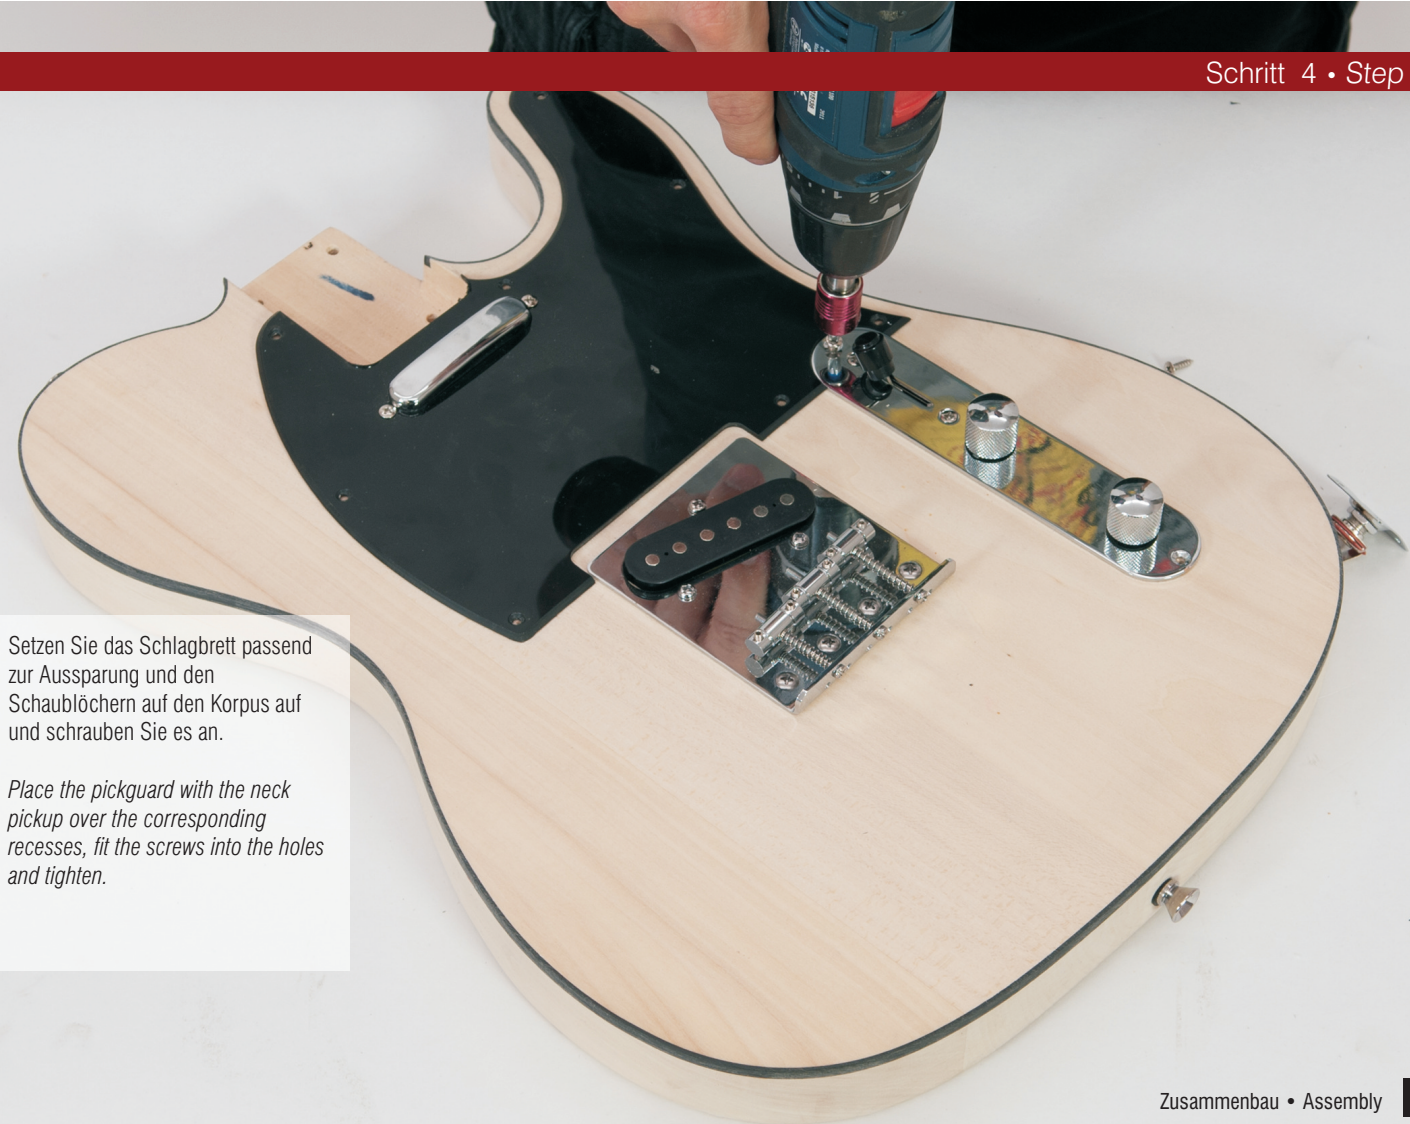 Schritt 4 • Step
Setzen Sie das Schlagbrett passend
zur Aussparung und den
Schaublöchern auf den Korpus auf
und schrauben Sie es an.
Place the pickguard with the neck
pickup over the corresponding
recesses, fit the screws into the holes
and tighten.
Zusammenbau • Assembly